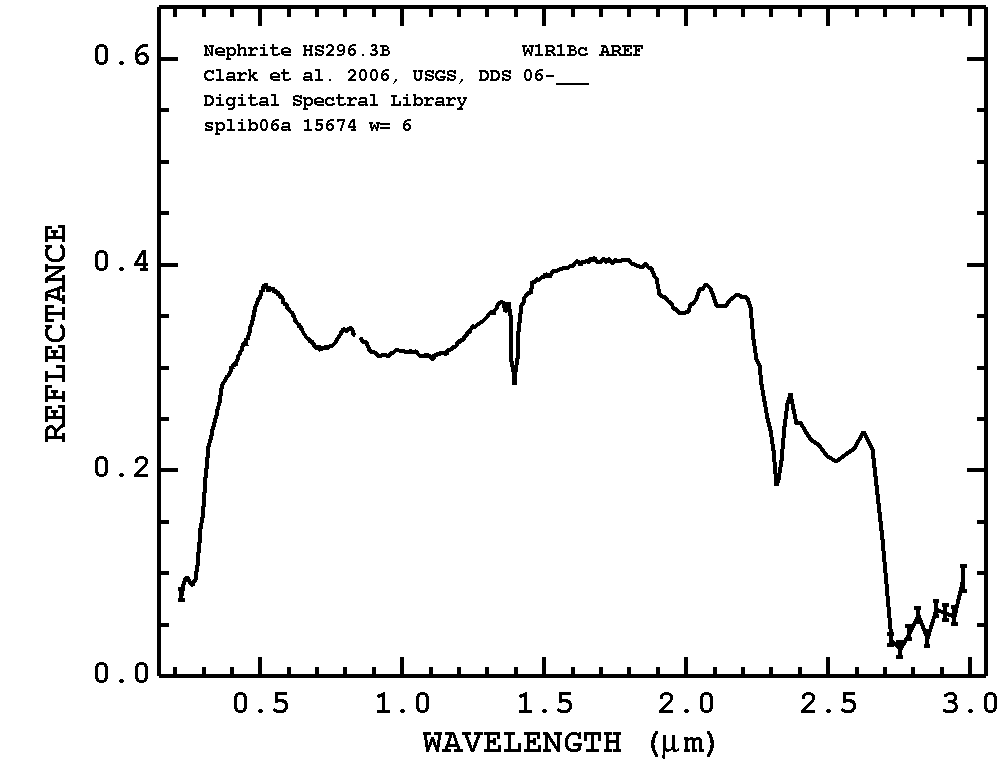 Nephrite HS296.3B W1R1Bc AREF
Clark et al. 2006, USGS, DDS 06-___
Digital Spectral Library
splib06a 15674 w= 6
REFLECTANCE
0.6
0.4
0.2
0.0
0.5 1.0 1.5 2.0 2.5 3.0
WAVELENGTH (μm)